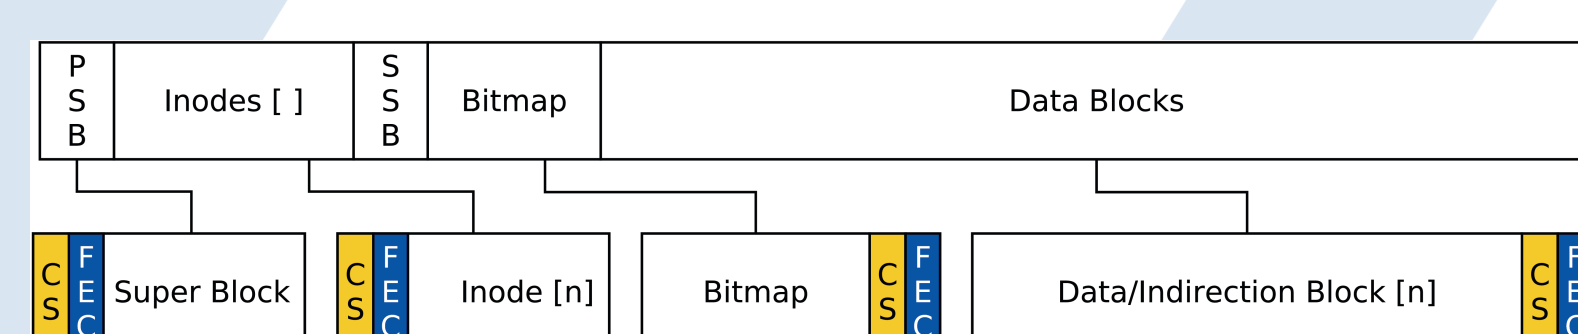 P
S
B
Inodes [ ]
S
S
B
Bitmap
Data Blocks
C
S
F
E
C
Super Block
C
S
F
E
C
Inode [n]
Bitmap
C
S
F
E
C
Data/Indirection Block [n]
C
S
F
E
C